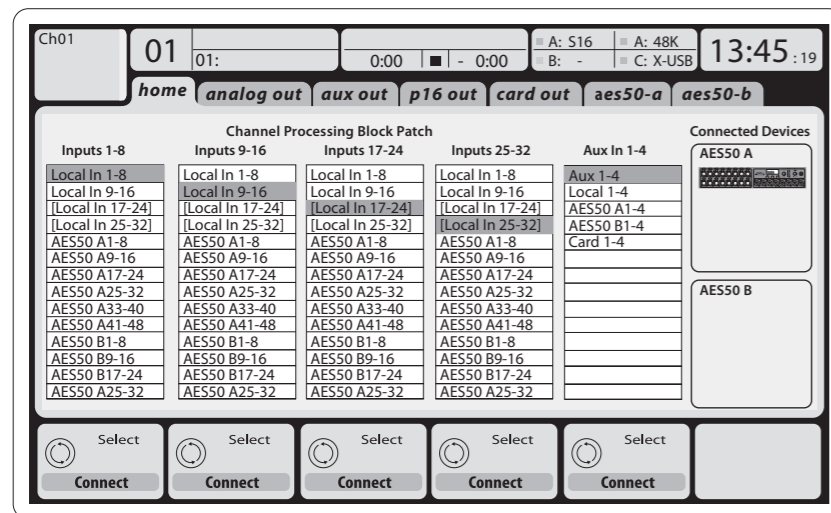 Ch01
01
01:
0:00
- 0:00
A: S16
A: 48K
B: -
C: X-USB
13:45 :19
home
analog out
aux out
p16 out
card out
aes50-a
aes50-b
Channel Processing Block Patch
Connected Devices
Inputs 1-8
Inputs 9-16
Inputs 17-24
Inputs 25-32
Aux In 1-4
AES50 A
Local In 1-8
Local In 9-16
[Local In 17-24]
[Local In 25-32]
AES50 A1-8
AES50 A9-16
AES50 A17-24
AES50 A25-32
AES50 A33-40
AES50 A41-48
AES50 B1-8
AES50 B9-16
AES50 B17-24
AES50 A25-32
Local In 1-8
Local In 9-16
[Local In 17-24]
[Local In 25-32]
AES50 A1-8
AES50 A9-16
AES50 A17-24
AES50 A25-32
AES50 A33-40
AES50 A41-48
AES50 B1-8
AES50 B9-16
AES50 B17-24
AES50 A25-32
Local In 1-8
Local In 9-16
[Local In 17-24]
[Local In 25-32]
AES50 A1-8
AES50 A9-16
AES50 A17-24
AES50 A25-32
AES50 A33-40
AES50 A41-48
AES50 B1-8
AES50 B9-16
AES50 B17-24
AES50 A25-32
Local In 1-8
Local In 9-16
[Local In 17-24]
[Local In 25-32]
AES50 A1-8
AES50 A9-16
AES50 A17-24
AES50 A25-32
AES50 A33-40
AES50 A41-48
AES50 B1-8
AES50 B9-16
AES50 B17-24
AES50 A25-32
Aux 1-4
Local 1-4
AES50 A1-4
AES50 B1-4
Card 1-4
AES50 B
Select
Connect
Select
Connect
Select
Connect
Select
Connect
Select
Connect